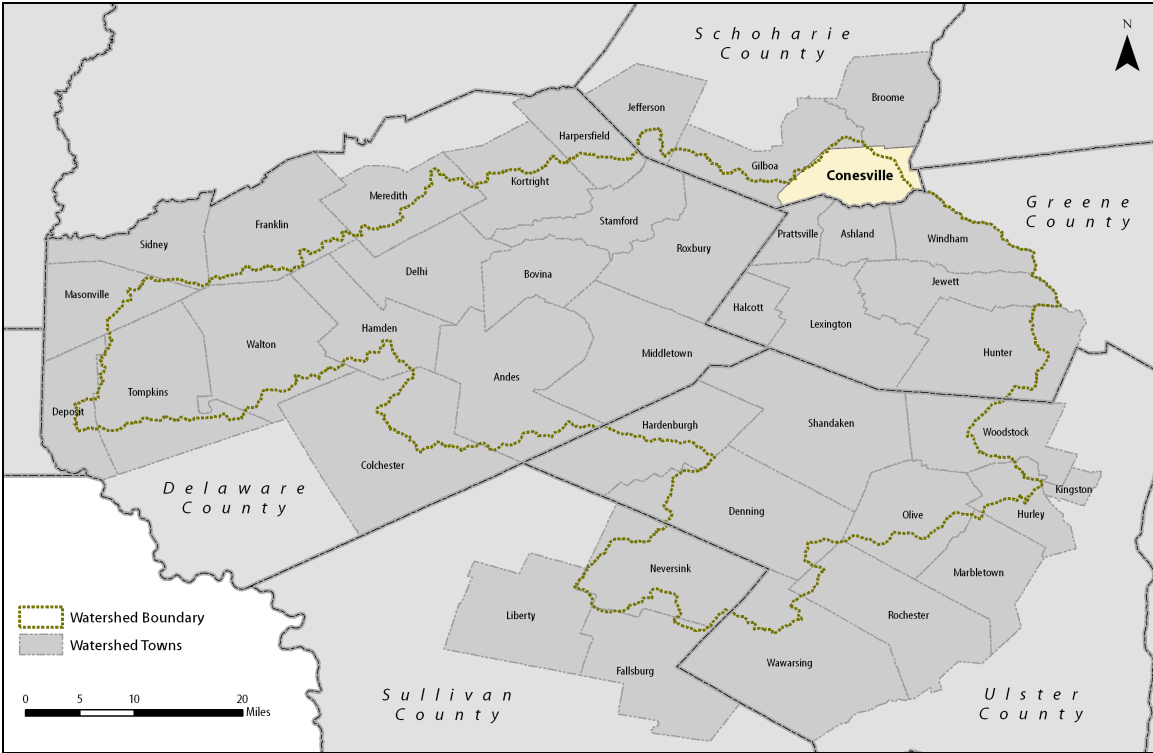 Schoharie
County
N
Broome
Jefferson
Harpersfield
Gilboa
Conesville
Kortright
Meredith
Greene
County
Stamford
Franklin
Prattsville
Ashland
Windham
Sidney
Roxbury
Delhi
Bovina
Jewett
Masonville
Halcott
Lexington
Hamden
Walton
Middletown
Hunter
Andes
Tompkins
Deposit
Hardenburgh
Shandaken
Woodstock
Colchester
Delaware
County
Kingston
Denning
Olive
Hurley
Neversink
Marbletown
Liberty
Rochester
Watershed Boundary
Watershed Towns
Wawarsing
Fallsburg
Sullivan
County
Ulster
County
0 5 10 20
Miles